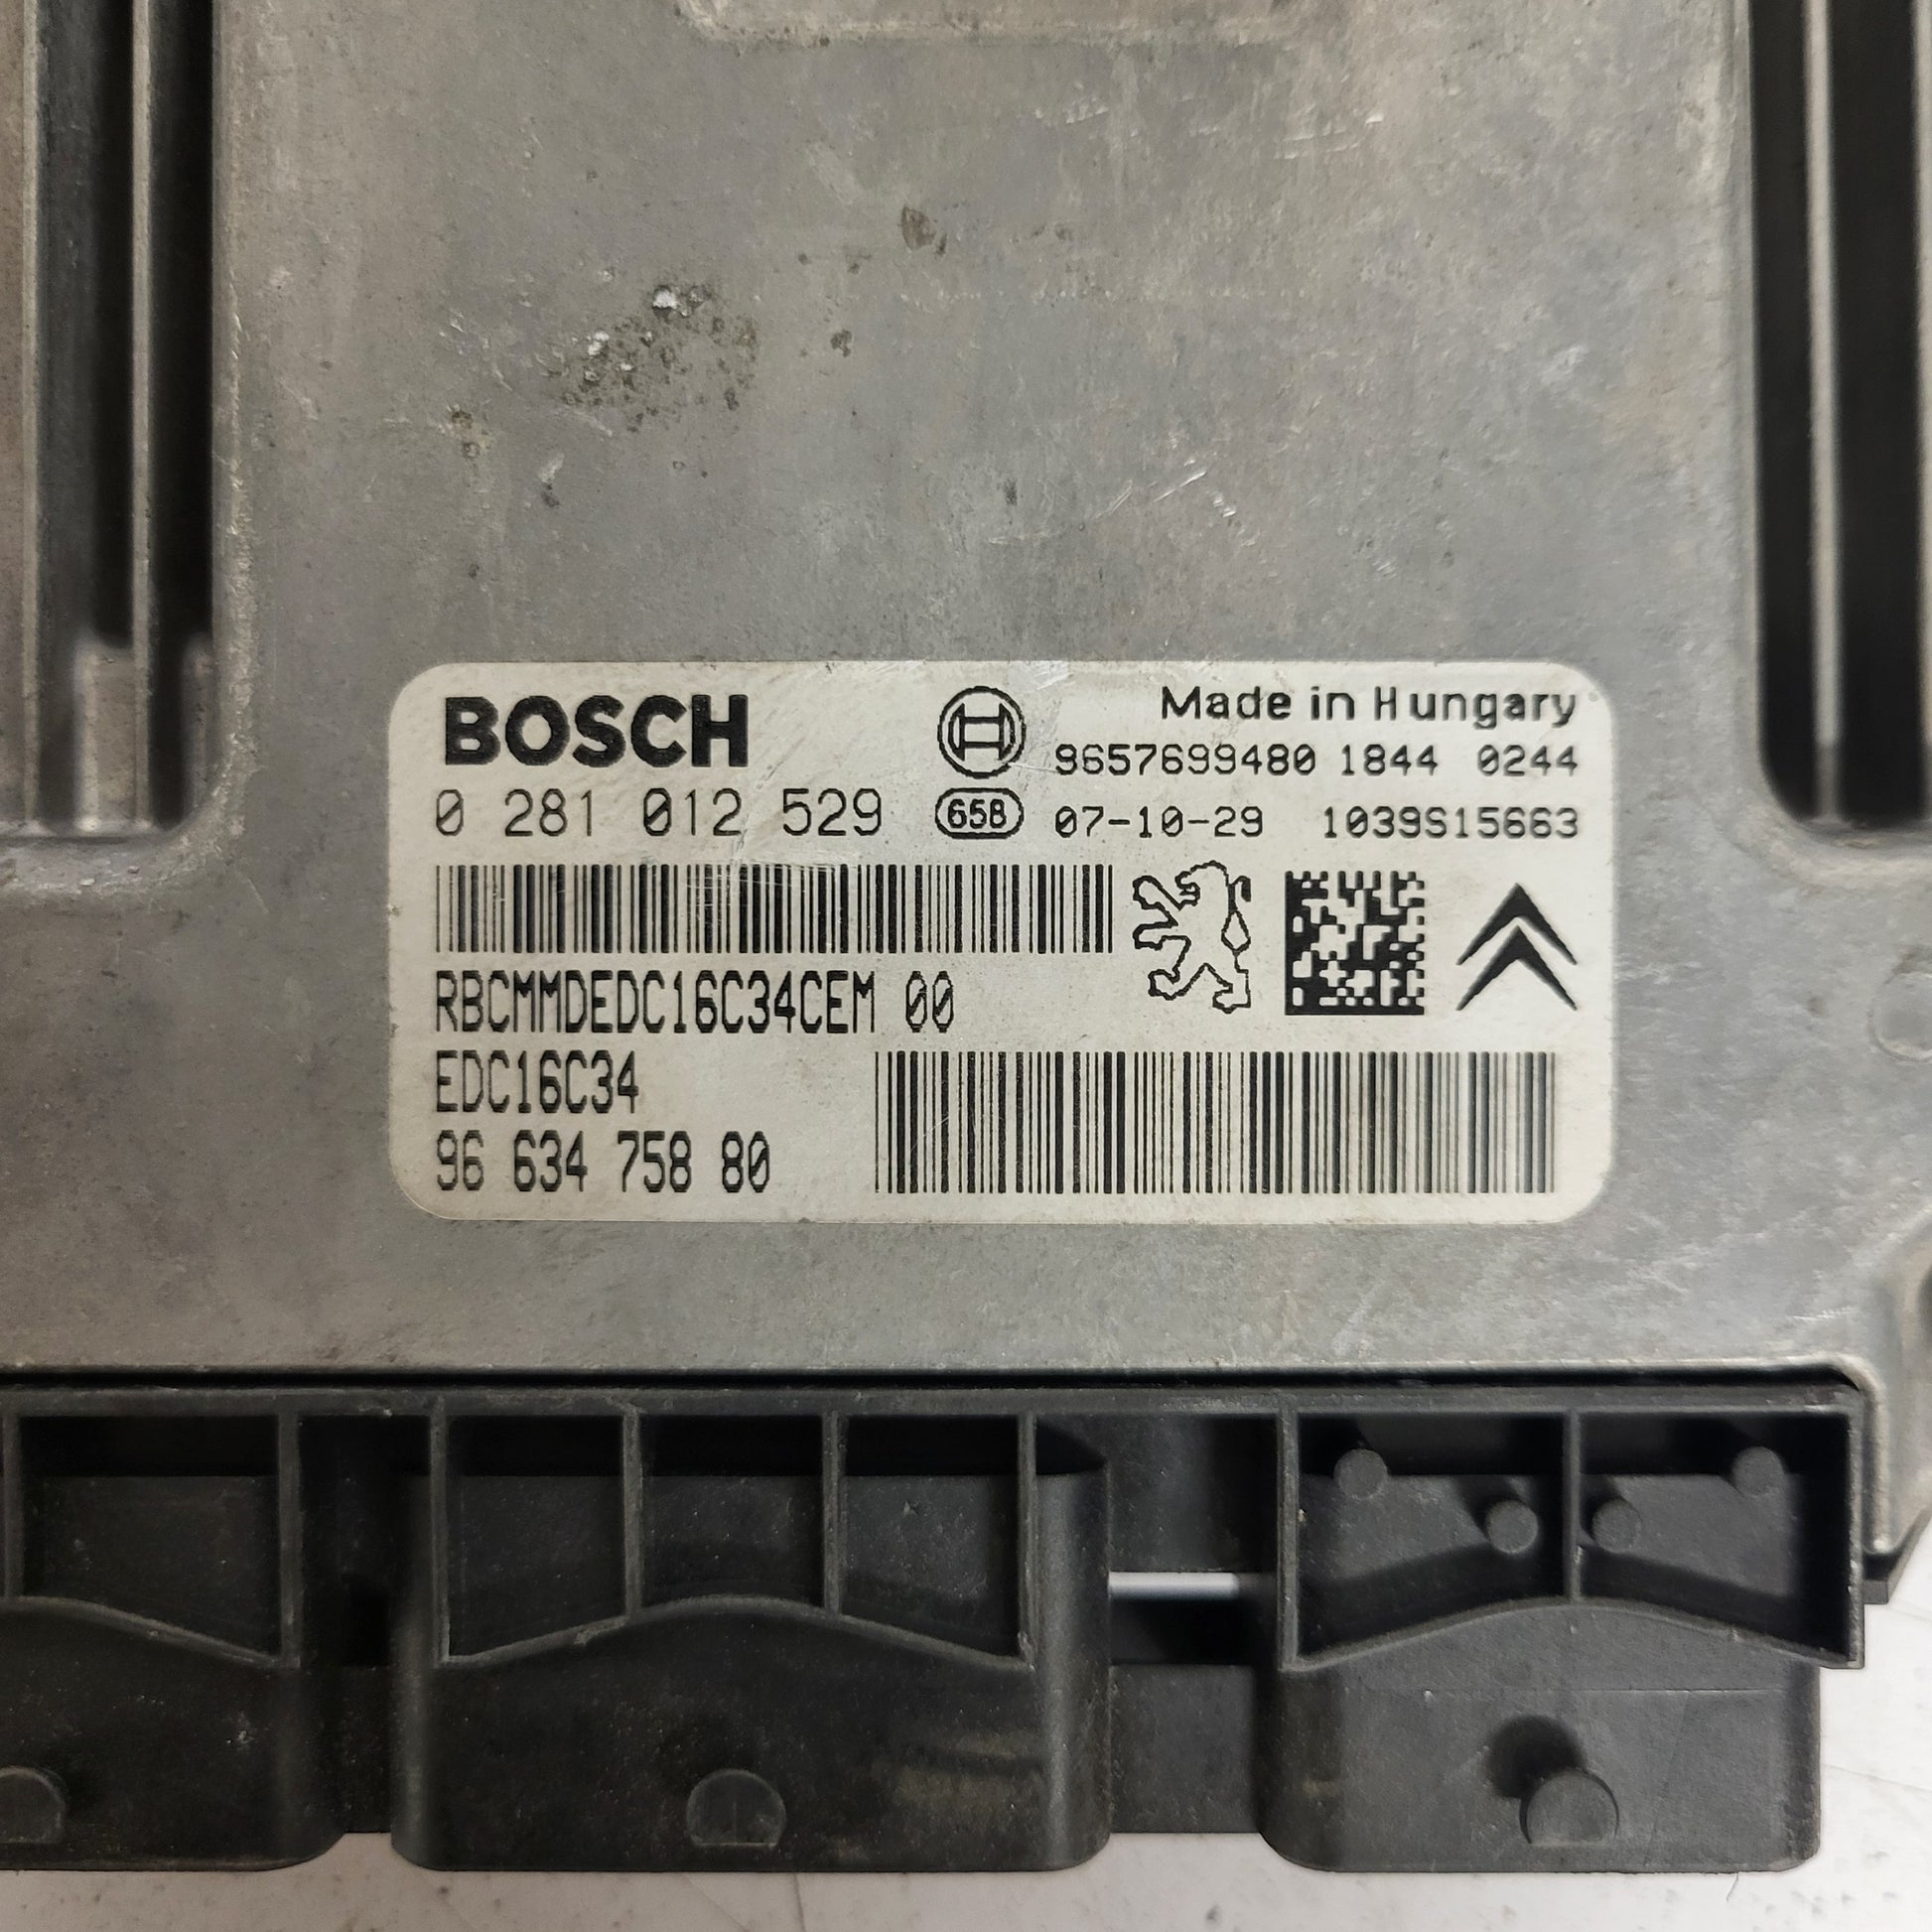 BOSCH
Made in Hungary
9657699480 1844 0244
0 281 012 529
658 07-10-29 1039S15663
RBCMMDEDC16C34CEM 00
EDC16C34
96 634 758 80